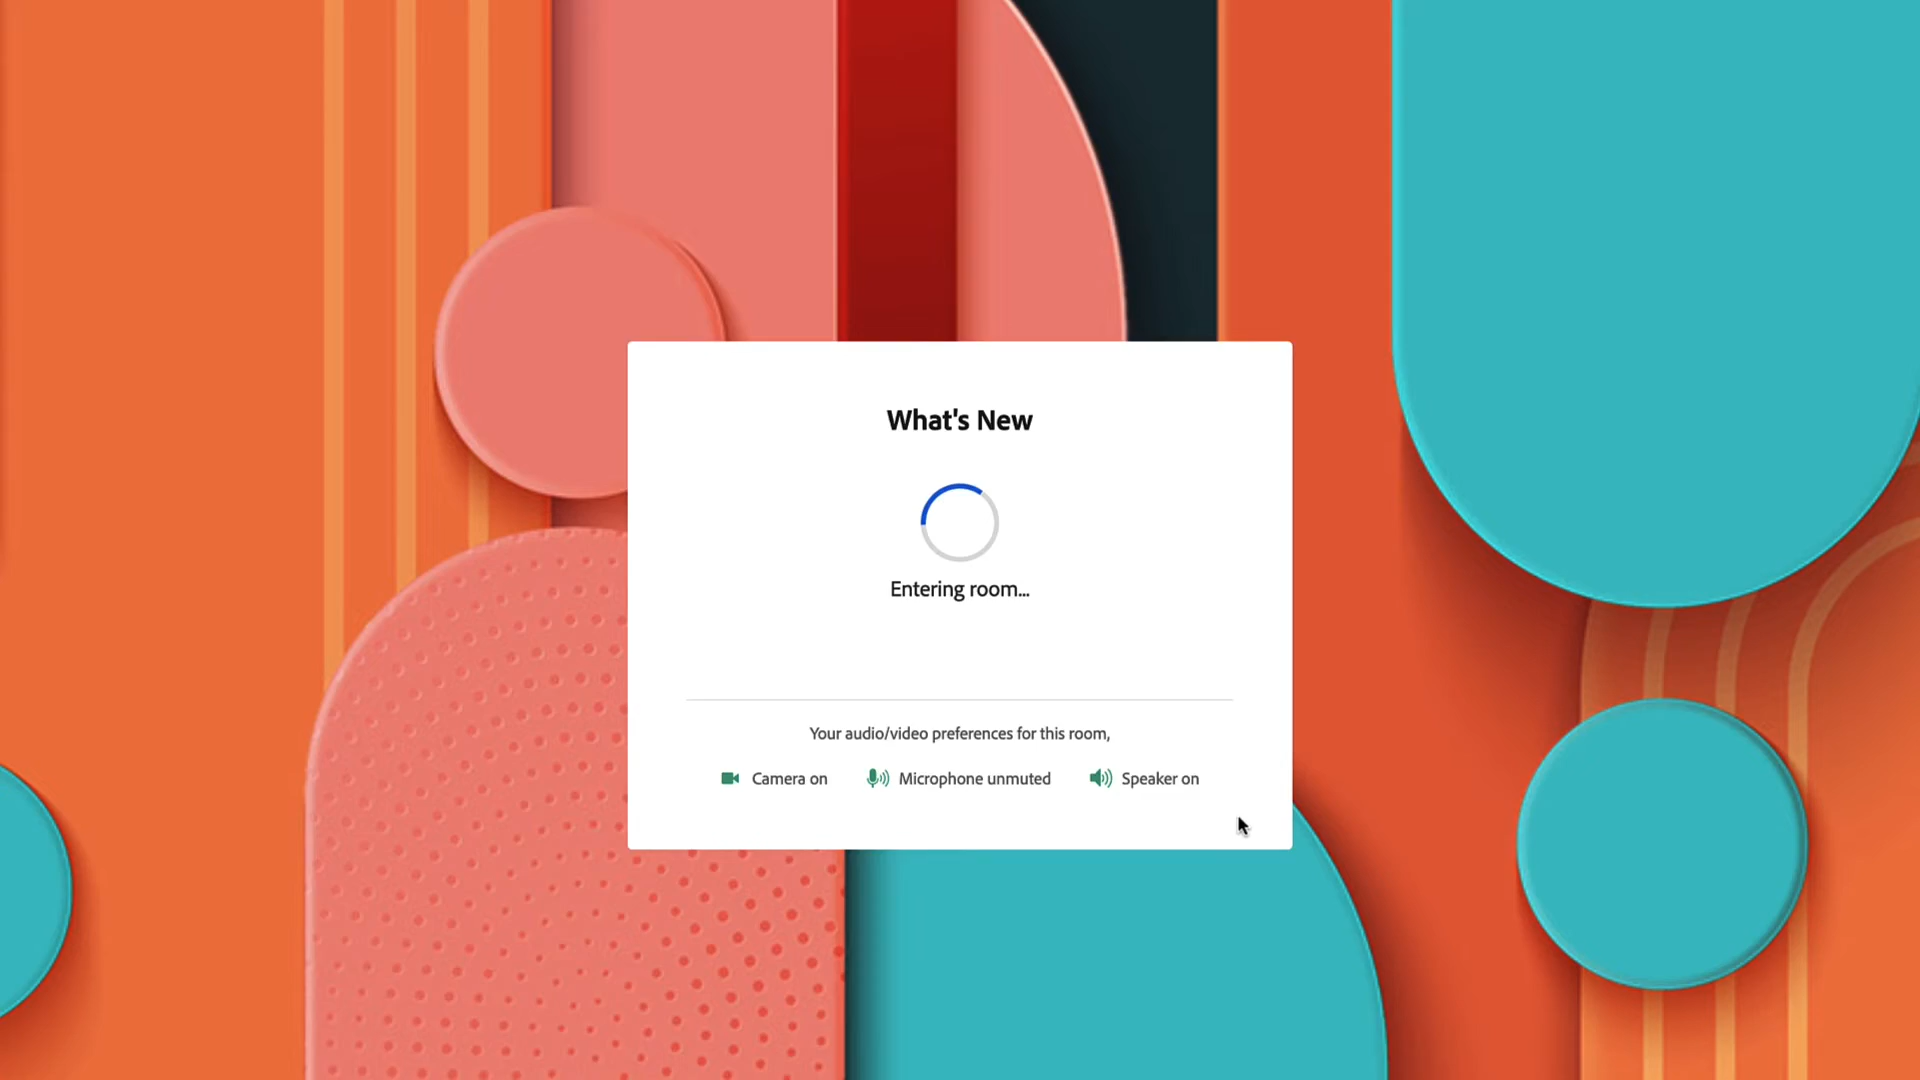 What's New
Entering room...
Your audio/video preferences for this room,
Camera on Microphone unmuted Speaker on